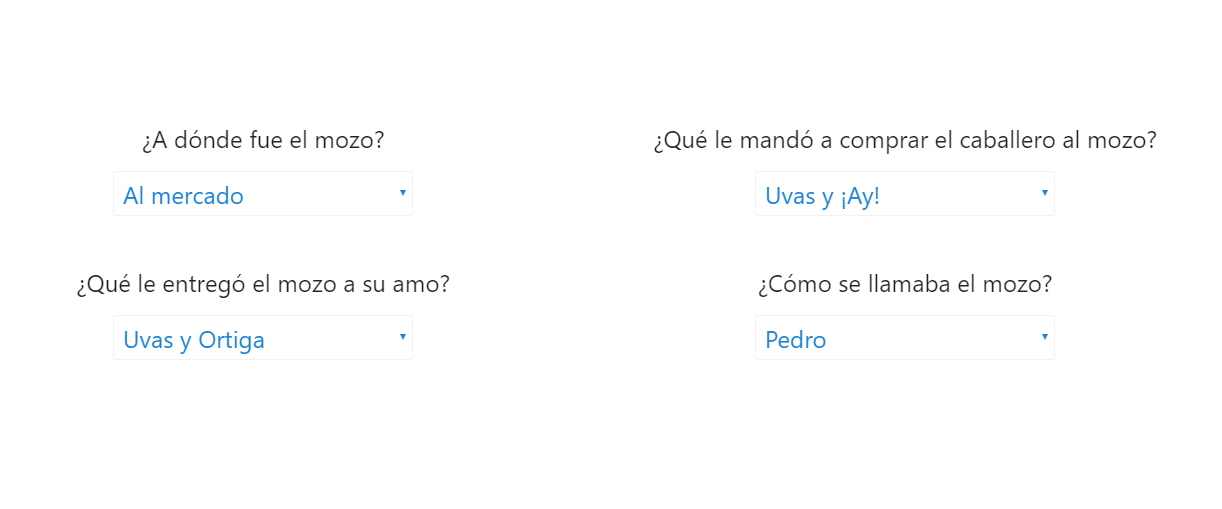 ¿A dónde fue el mozo?
Al mercado
¿Qué le mandó a comprar el caballero al mozo?
Uvas y ¡Ay!
¿Qué le entregó el mozo a su amo?
Uvas y Ortiga
¿Cómo se llamaba el mozo?
Pedro